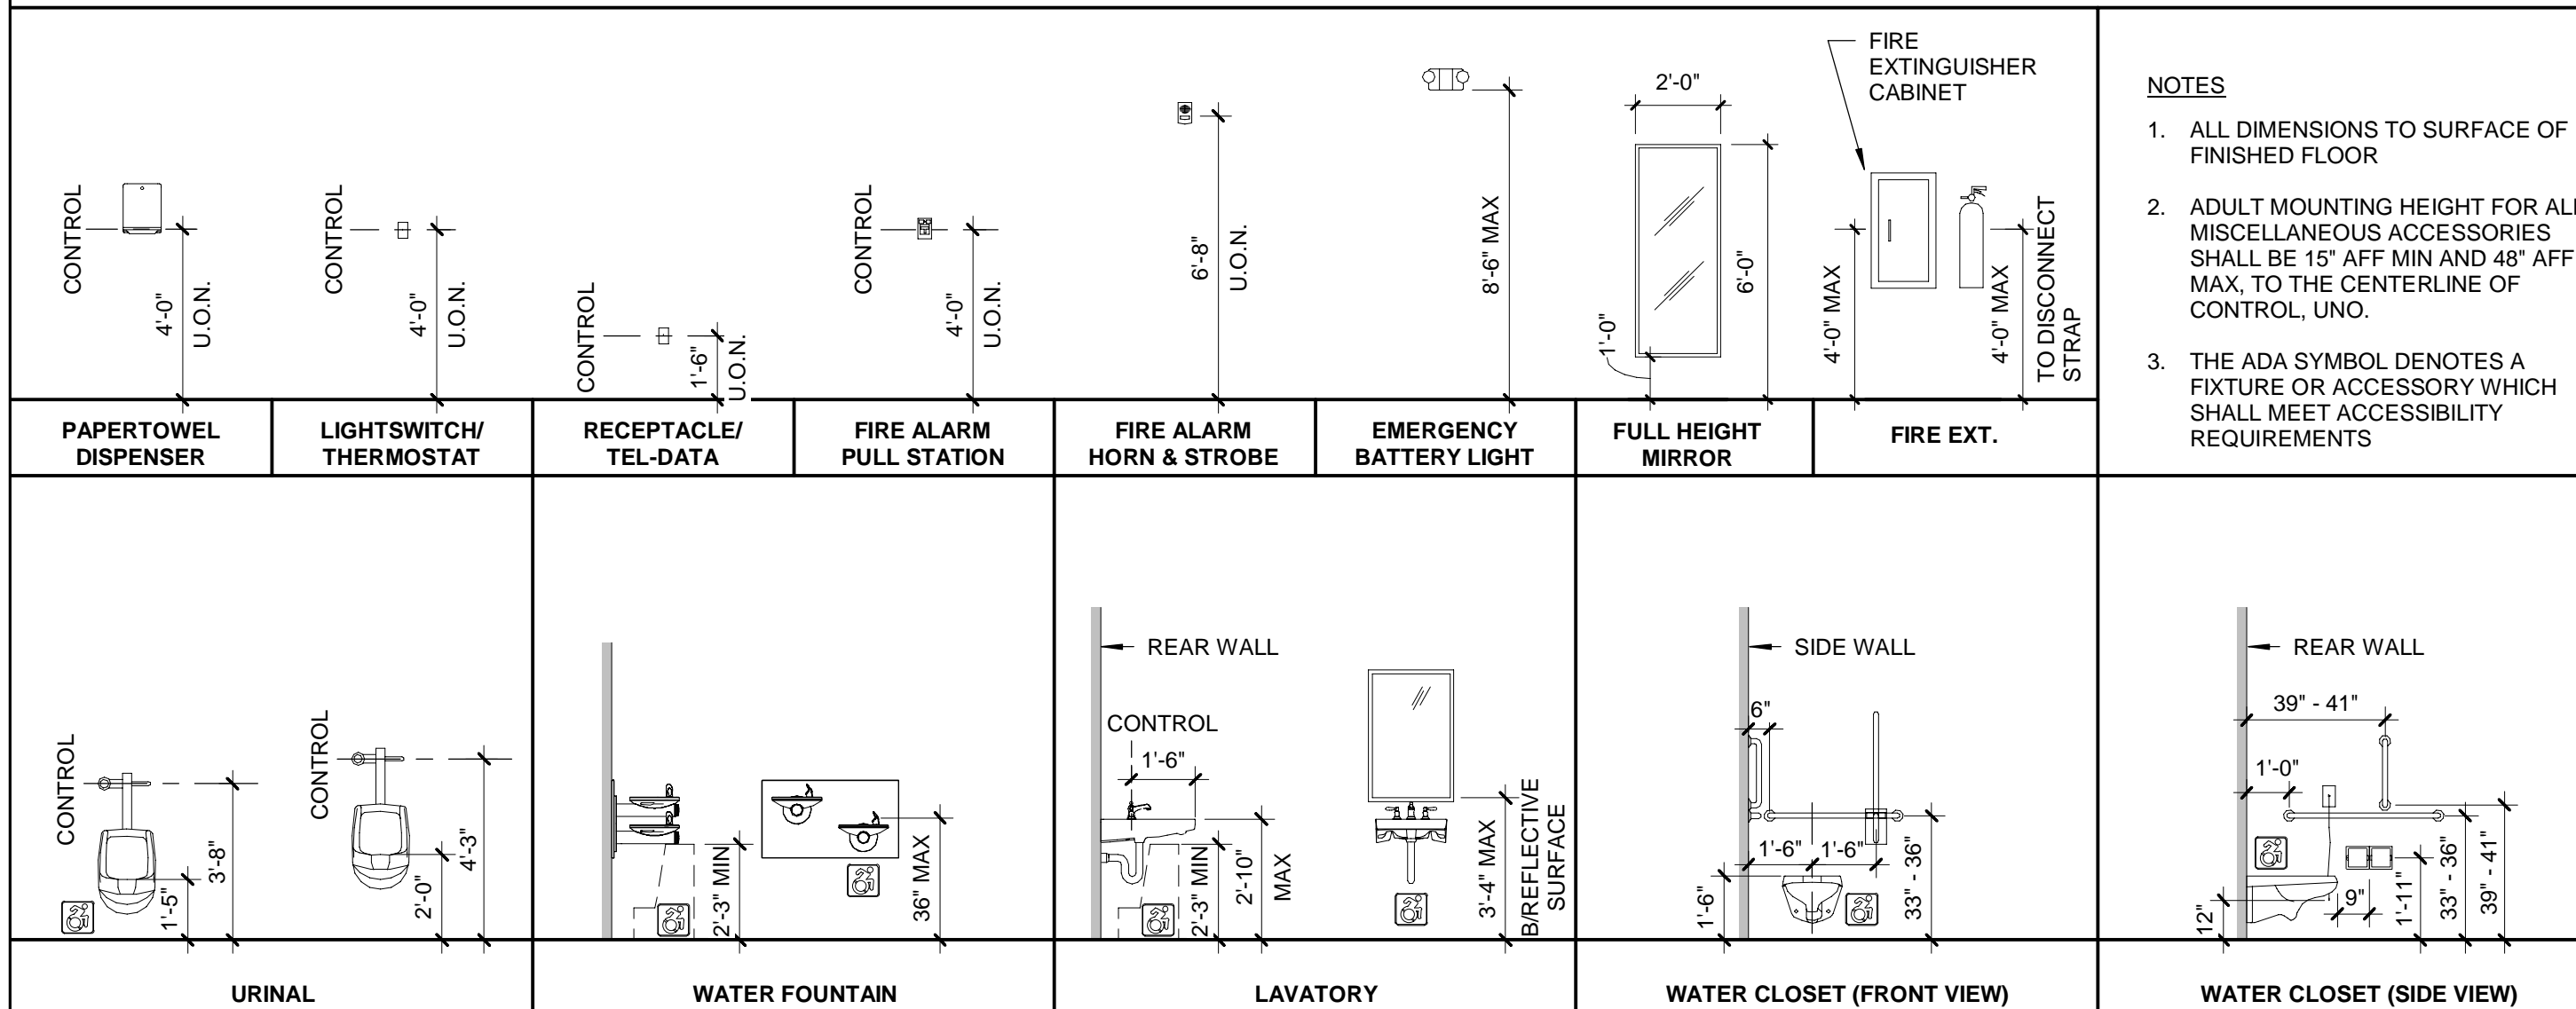 CONTROL
4'-0"
U.O.N.
PAPERTOWEL
DISPENSER
CONTROL
4'-0"
U.O.N.
LIGHTSWITCH/
THERMOSTAT
CONTROL
1'-6"
U.O.N.
RECEPTACLE/
TEL-DATA
CONTROL
4'-0"
U.O.N.
FIRE ALARM
PULL STATION
6'-8"
U.O.N.
FIRE ALARM
HORN & STROBE
8'-6" MAX
EMERGENCY
BATTERY LIGHT
2'-0"
6'-0"
1'-0"
FULL HEIGHT
MIRROR
FIRE
EXTINGUISHER
CABINET
4'-0" MAX
4'-0" MAX
TO DISCONNECT
STRAP
FIRE EXT.
NOTES
1. ALL DIMENSIONS TO SURFACE OF
FINISHED FLOOR
2. ADULT MOUNTING HEIGHT FOR ALL
MISCELLANEOUS ACCESSORIES
SHALL BE 15" AFF MIN AND 48" AFF
MAX, TO THE CENTERLINE OF
CONTROL, UNO.
3. THE ADA SYMBOL DENOTES A
FIXTURE OR ACCESSORY WHICH
SHALL MEET ACCESSIBILITY
REQUIREMENTS
CONTROL
1'-5"
3'-8"
CONTROL
2'-0"
4'-3"
URINAL
2'-3" MIN
36" MAX
WATER FOUNTAIN
REAR WALL
CONTROL
1'-6"
2'-3" MIN
2'-10"
MAX
3'-4" MAX
B/REFLECTIVE
SURFACE
LAVATORY
SIDE WALL
6"
1'-6"
1'-6"
1'-6"
33" - 36"
WATER CLOSET (FRONT VIEW)
REAR WALL
39" - 41"
1'-0"
12"
9"
1'-11"
33" - 36"
39" - 41"
WATER CLOSET (SIDE VIEW)